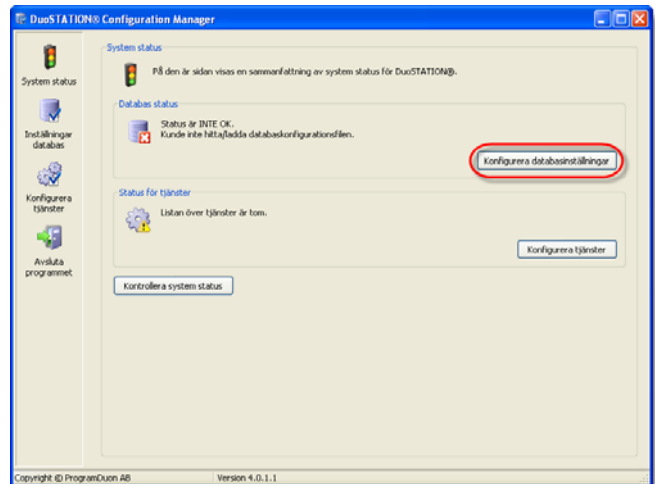 DuoSTATION® Configuration Manager
System status
Inställningar
databas
Konfigurera
tjänster
Avsluta
programmet
System status
På den är sidan visas en sammanfattning av system status för DuoSTATION®.
Databas status
Status är INTE OK.
Kunde inte hitta/ladda databaskonfigurationsfilen.
Konfigurera databasinställningar
Status för tjänster
Listan över tjänster är tom.
Konfigurera tjänster
Kontrollera system status
Copyright © ProgramDuon AB
Version 4.0.1.1